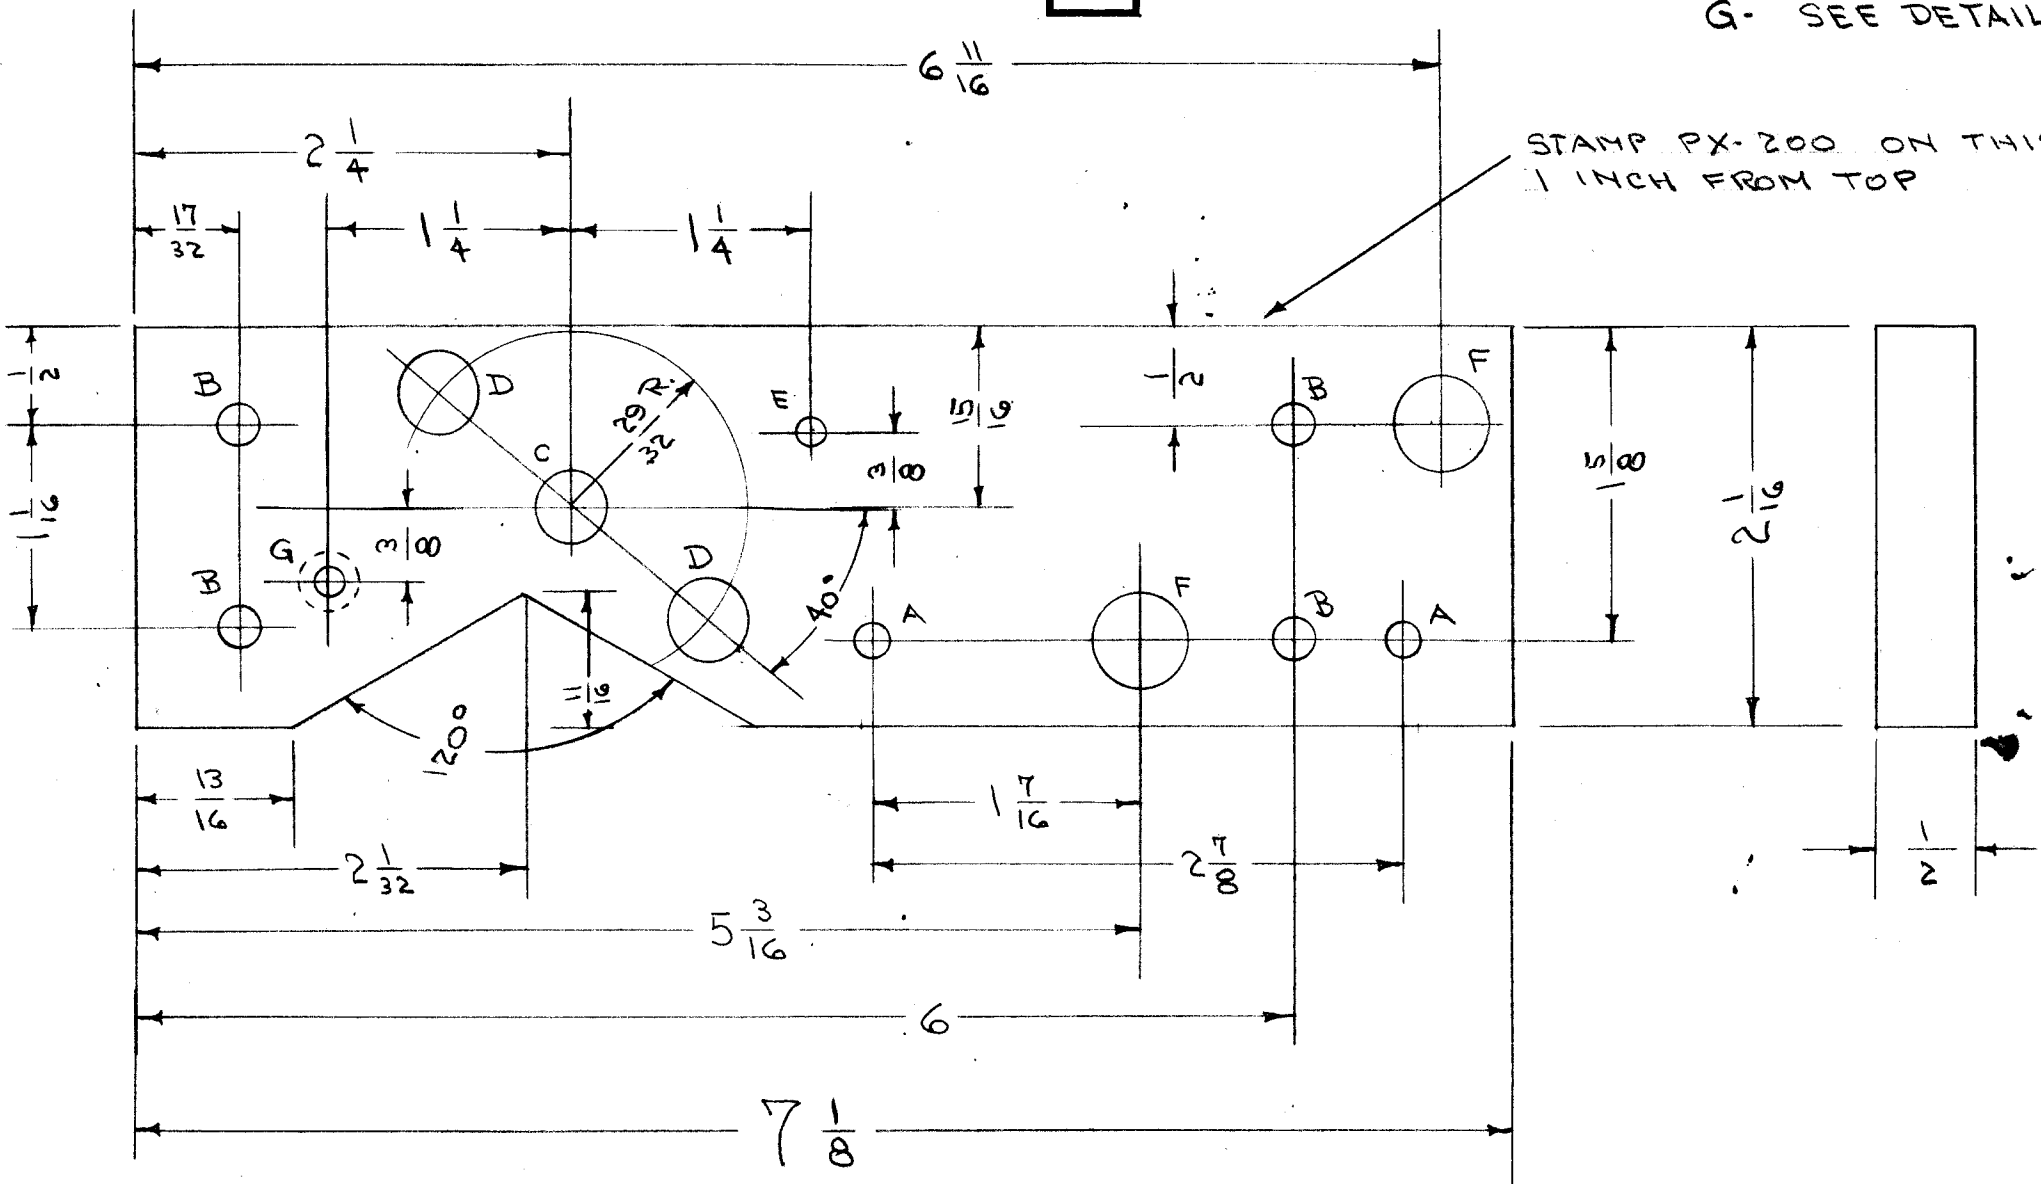 G- SEE DETAIL
6 11/16
STAMP PX-200 ON THIS
1 INCH FROM TOP
2 1/4
17/32
1 1/4
1 1/4
1/2
B
D
29/32 R.
E
15/16
1/2
B
F
C
3/8
1 5/8
2 1/16
1 1/16
G
3/8
D
B
40°
A
F
B
A
11/16
120°
13/16
1 7/16
2 1/32
2 7/8
1/2
5 3/16
6
7 1/8